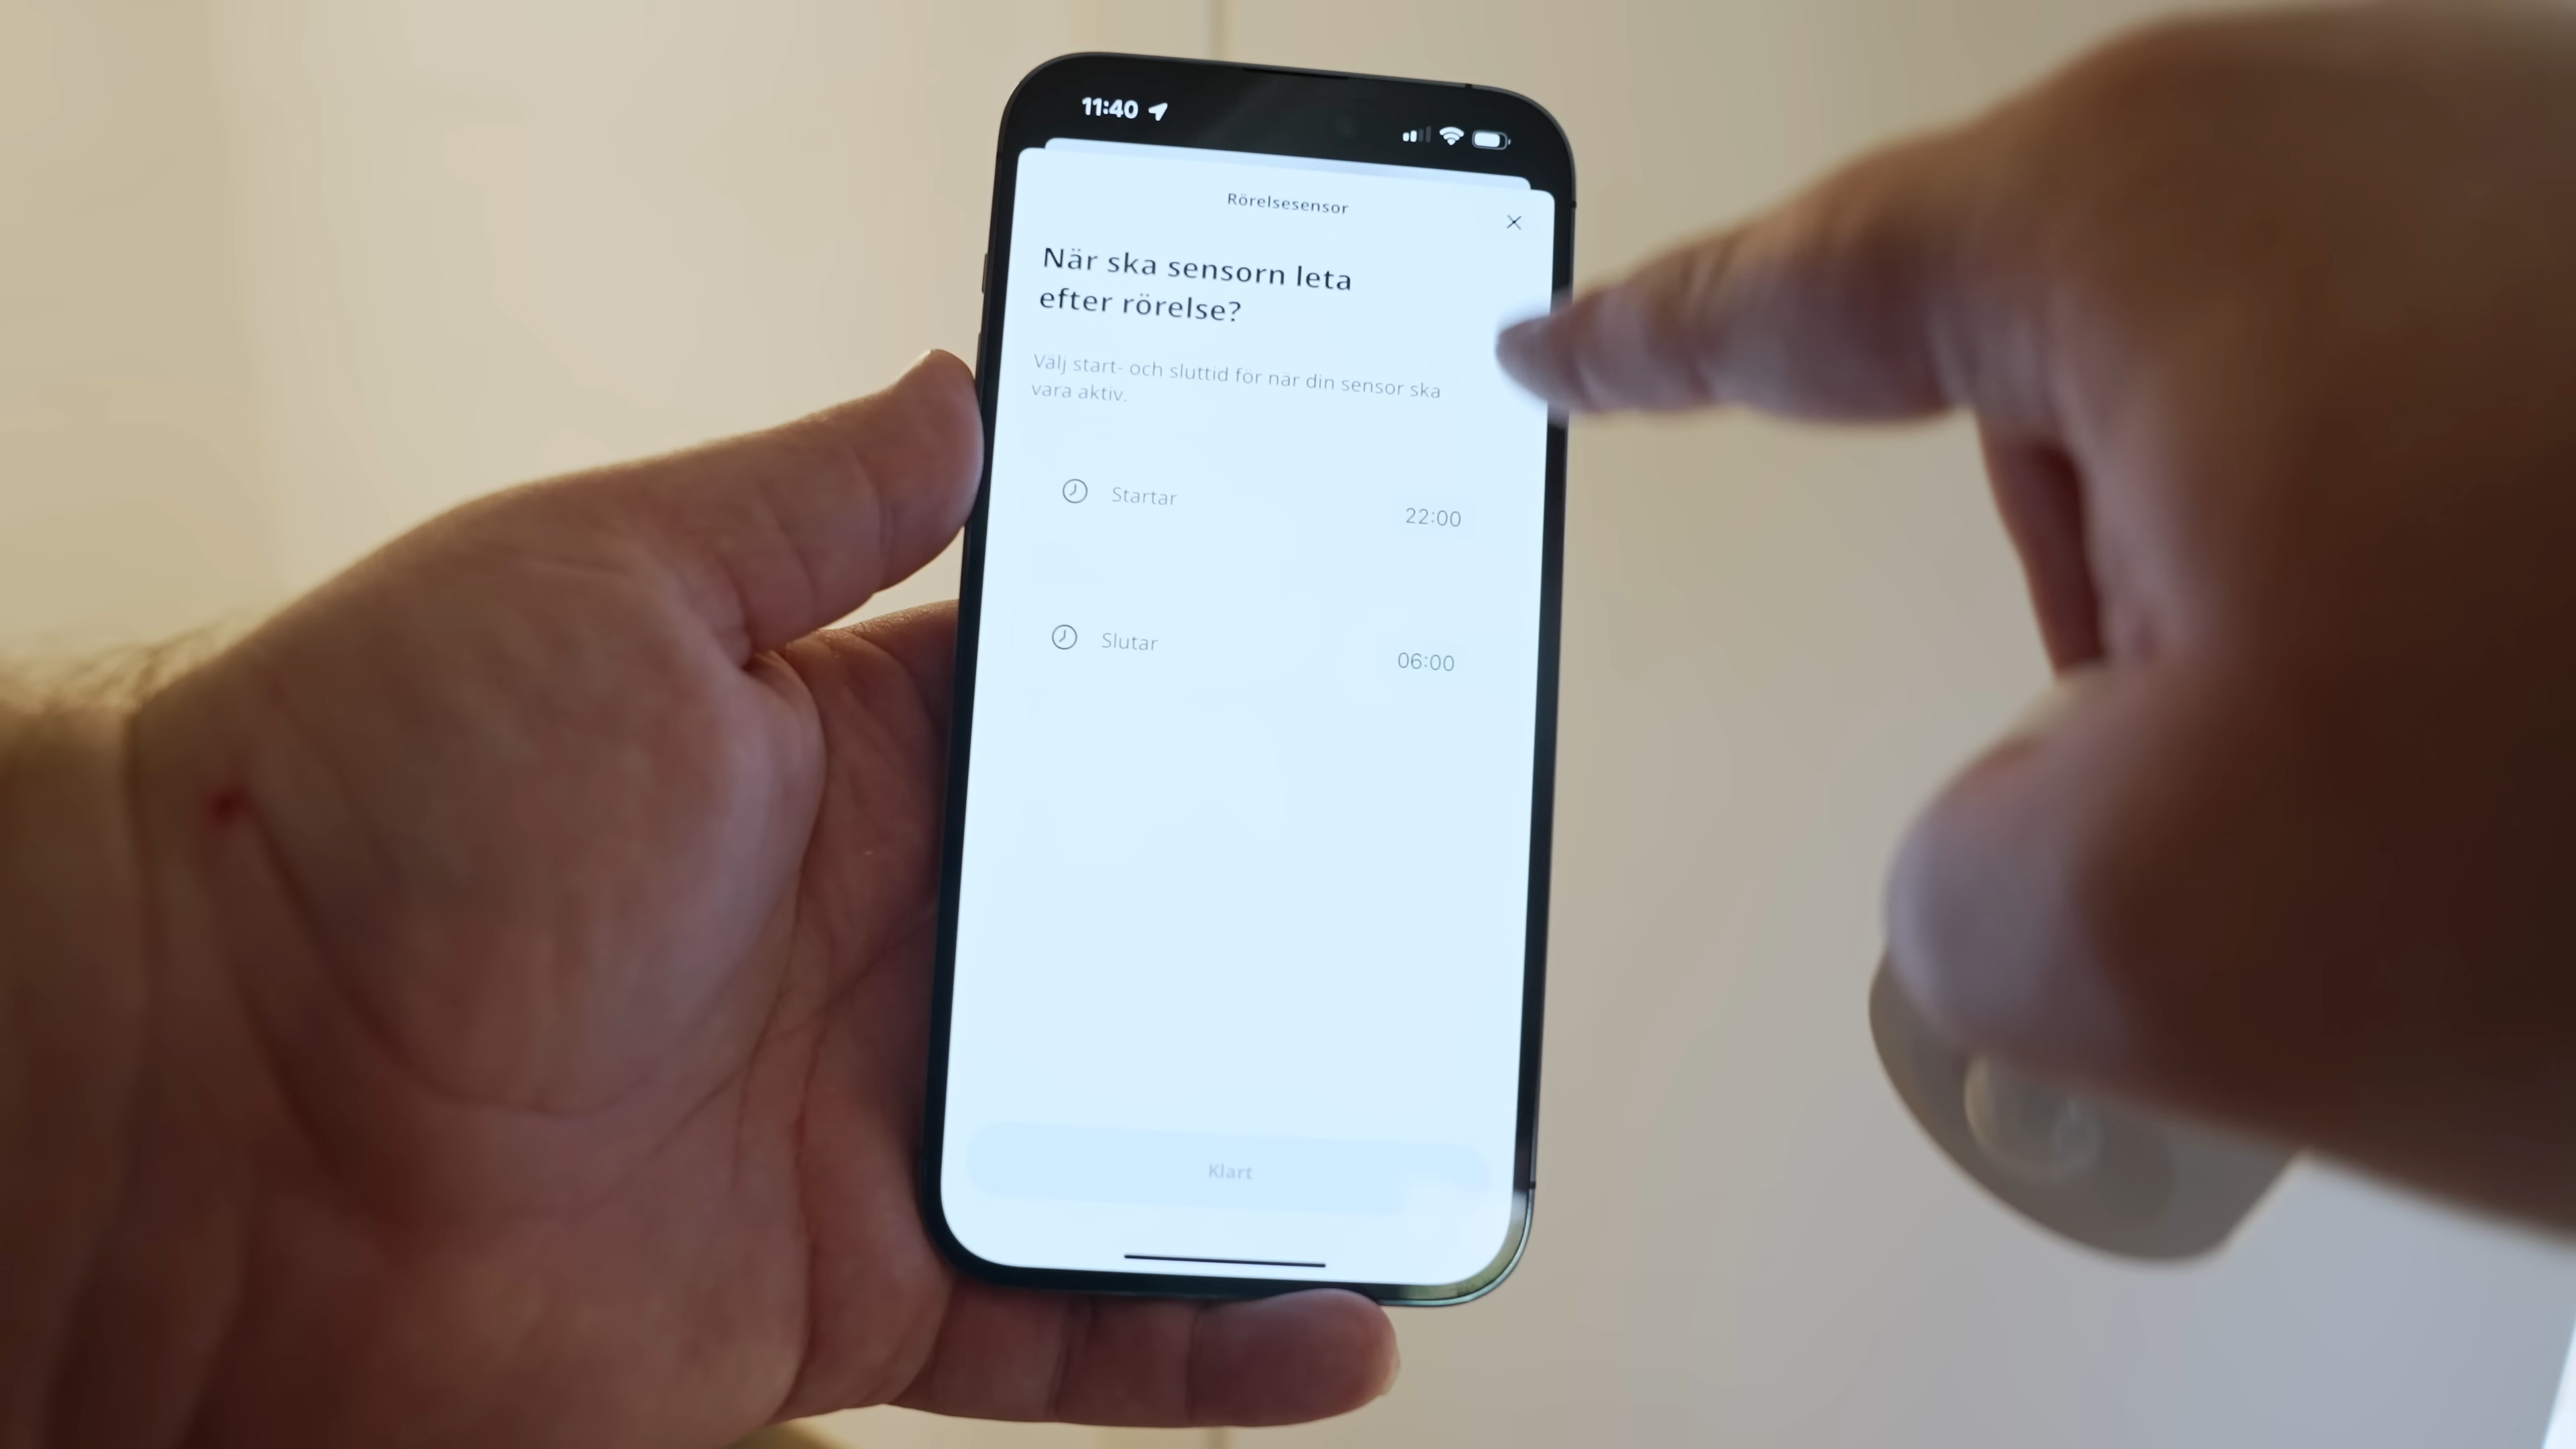 11:40
Rörelsesensor
När ska sensorn leta
efter rörelse?
Välj start- och sluttid för när din sensor ska
vara aktiv.
Startar 22:00
Slutar 06:00
Klart